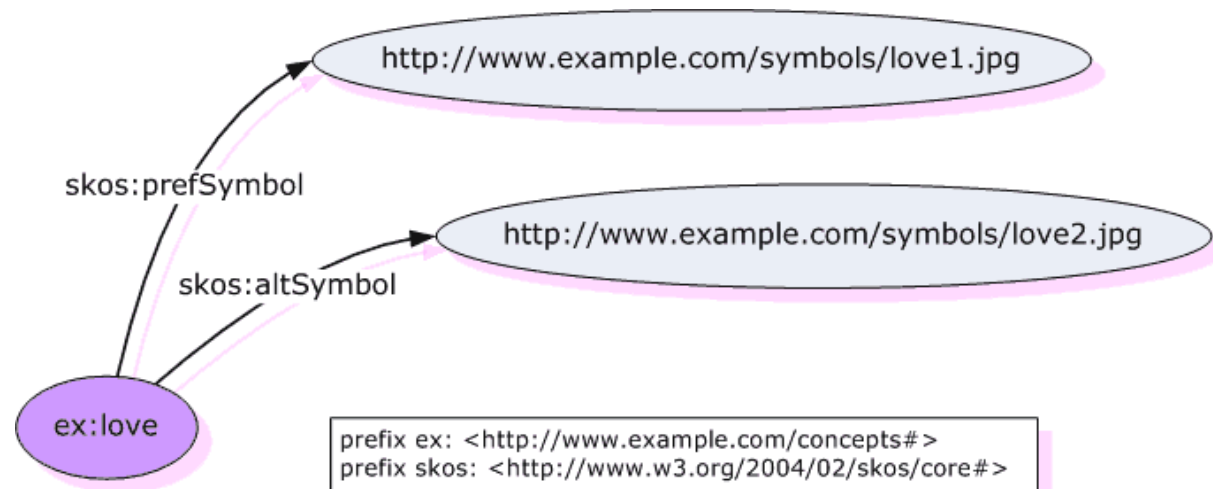 http://www.example.com/symbols/love1.jpg
skos:prefSymbol
http://www.example.com/symbols/love2.jpg
skos:altSymbol
ex:love
prefix ex: <http://www.example.com/concepts#>
prefix skos: <http://www.w3.org/2004/02/skos/core#>